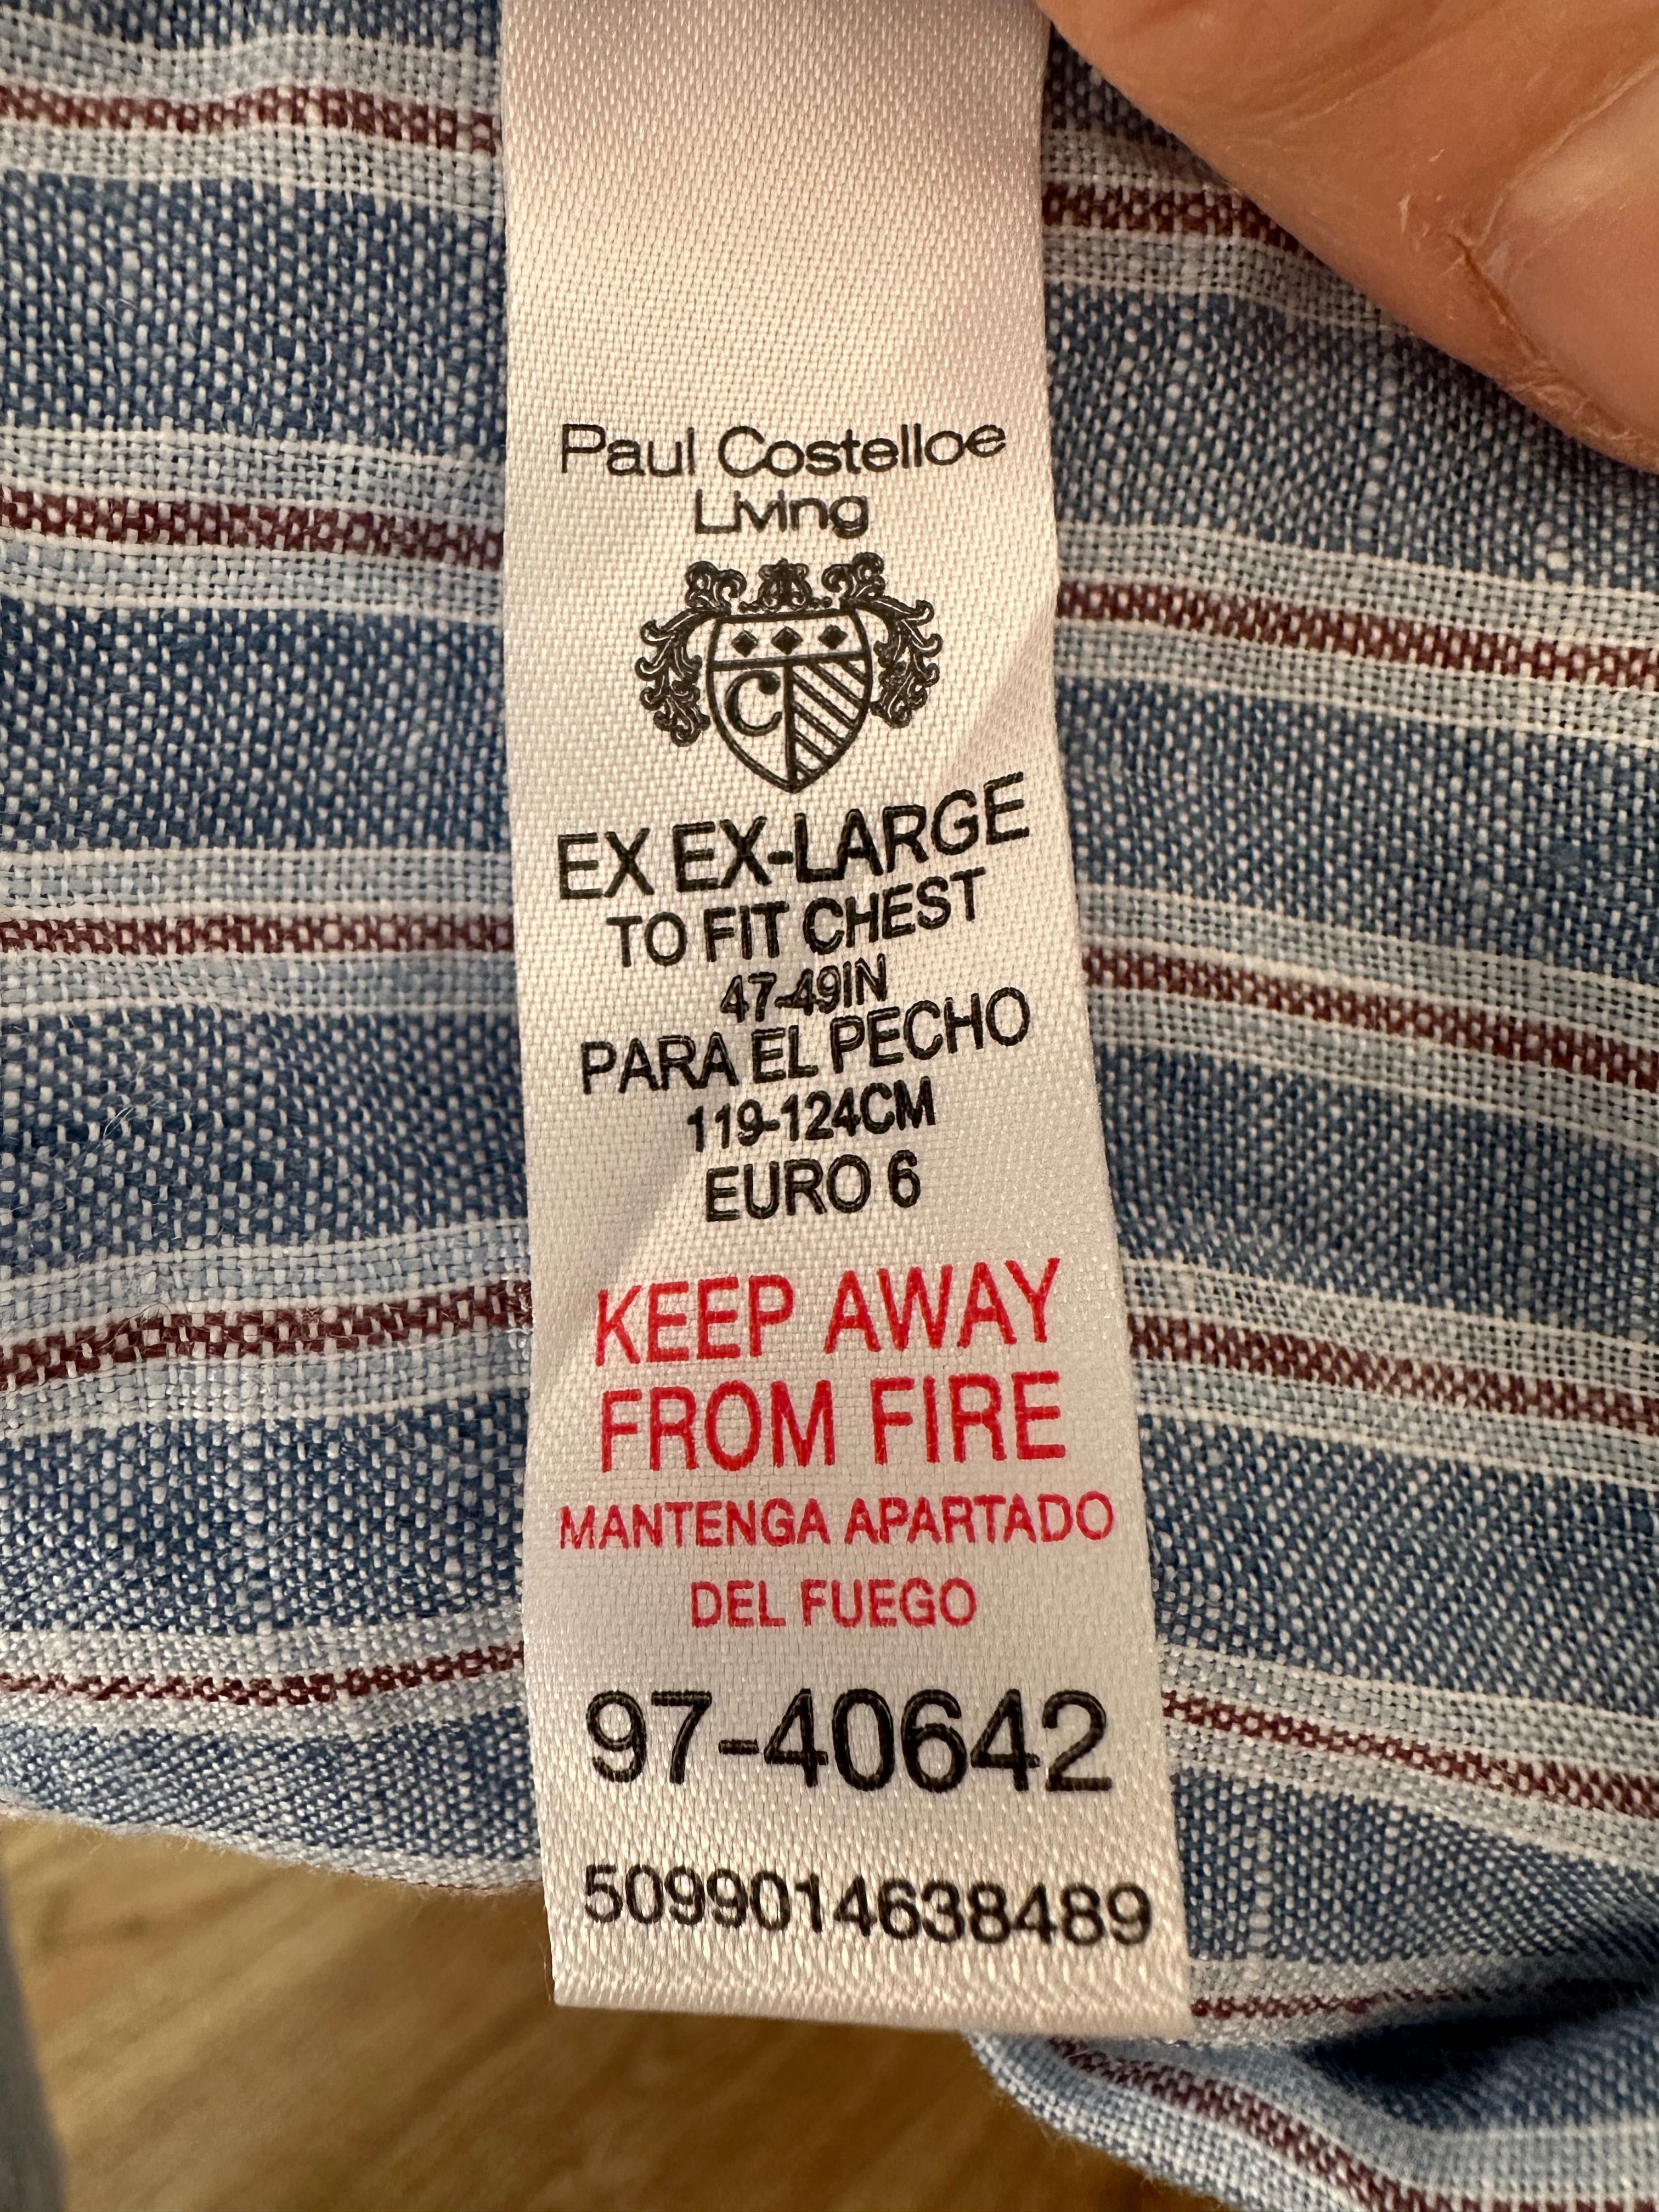 Paul Costelloe
Living
C
EX EX-LARGE
TO FIT CHEST
47-49IN
PARA EL PECHO
119-124CM
EURO 6
KEEP AWAY
FROM FIRE
MANTENGA APARTADO
DEL FUEGO
97-40642
5099014638489